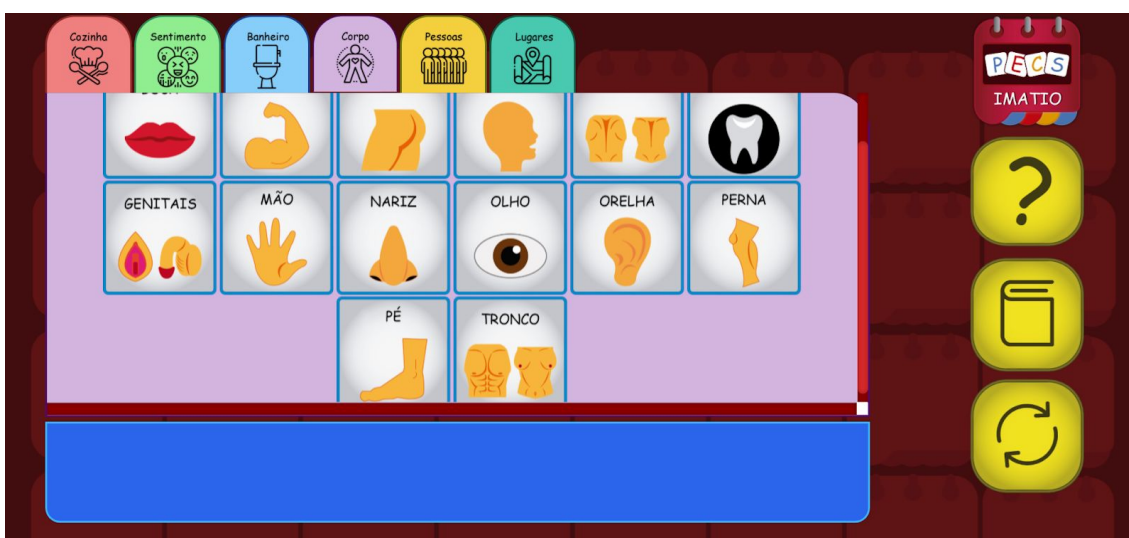 Cozinha
Sentimento
Banheiro
Corpo
Pessoas
Lugares
PECS
IMATIO
GENITAIS
MÃO
NARIZ
OLHO
ORELHA
PERNA
PÉ
TRONCO
?